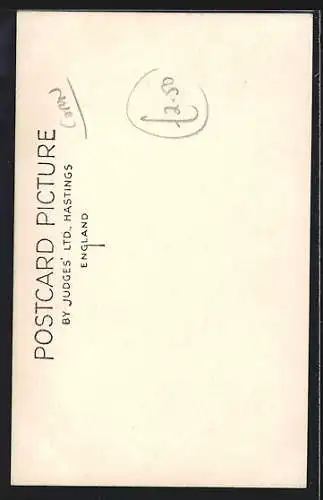 POSTCARD PICTURE
BY JUDGES' LTD., HASTINGS
ENGLAND
£2.50